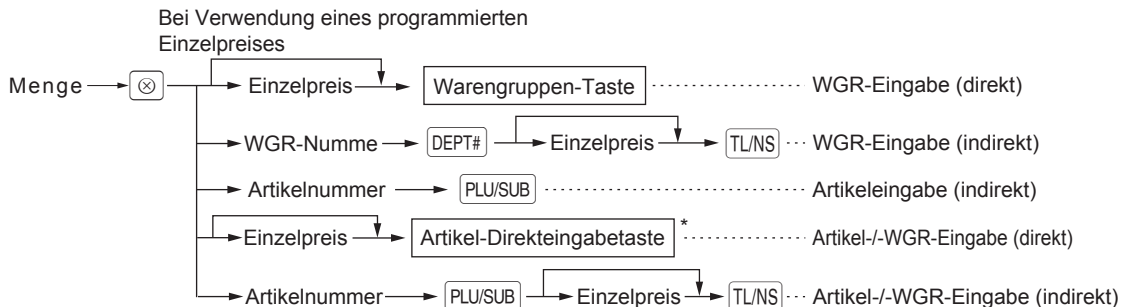 Bei Verwendung eines programmierten
Einzelpreises
Menge ⊗ Einzelpreis Warengruppen-Taste WGR-Eingabe (direkt)
WGR-Numme DEPT# Einzelpreis TL/NS WGR-Eingabe (indirekt)
Artikelnummer PLU/SUB Artikeleingabe (indirekt)
Einzelpreis Artikel-Direkteingabetaste * Artikel-/-WGR-Eingabe (direkt)
Artikelnummer PLU/SUB Einzelpreis TL/NS Artikel-/-WGR-Eingabe (indirekt)